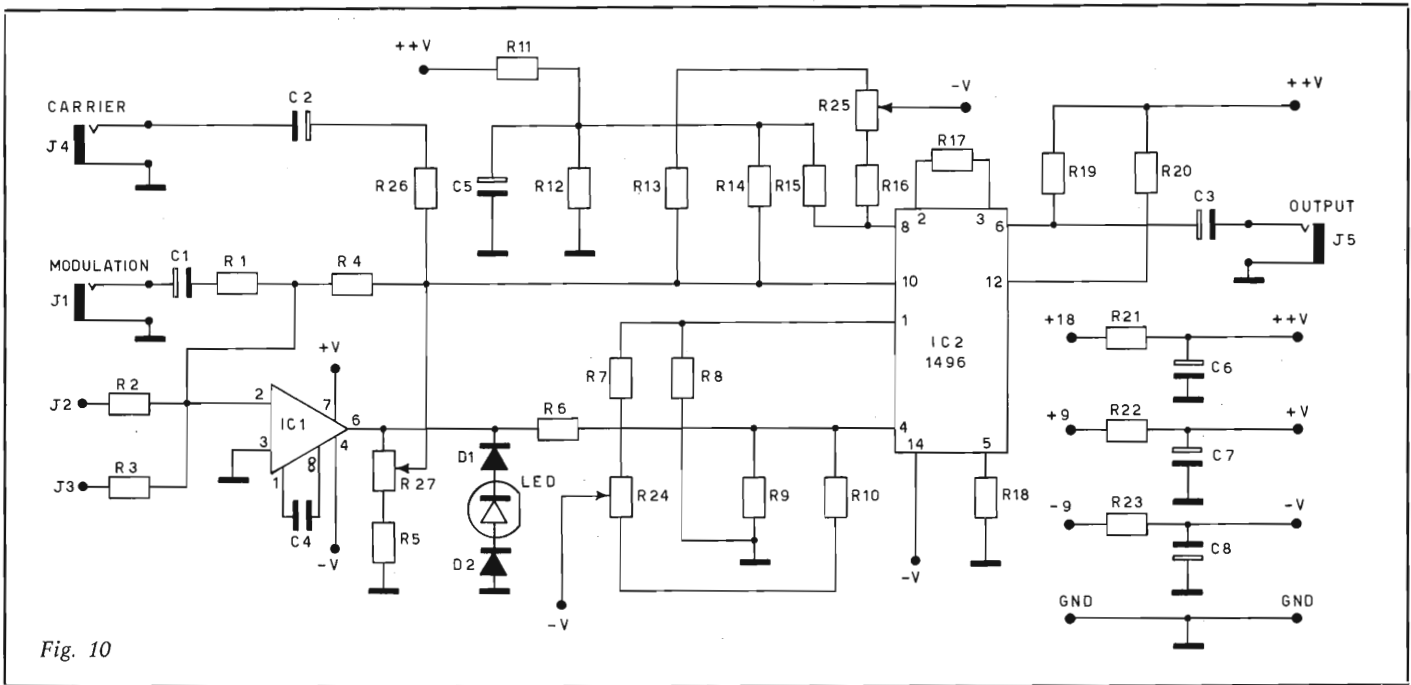 ++V
R11
CARRIER
C2
J4
R26
C5
R12
R13
R14
R15
R25
-V
R16
R17
2
3
8
6
10
12
1
IC2
1496
4
14
5
R19
R20
++V
C3
OUTPUT
J5
MODULATION
C1
R1
R4
J1
+V
J2
R2
2
7
IC1
6
3
4
1
8
J3
R3
C4
-V
R27
R5
D1
LED
D2
R6
R7
R8
R24
R9
R10
-V
-V
R18
+18
R21
++V
C6
+9
R22
+V
C7
-9
R23
-V
C8
GND
GND
Fig. 10